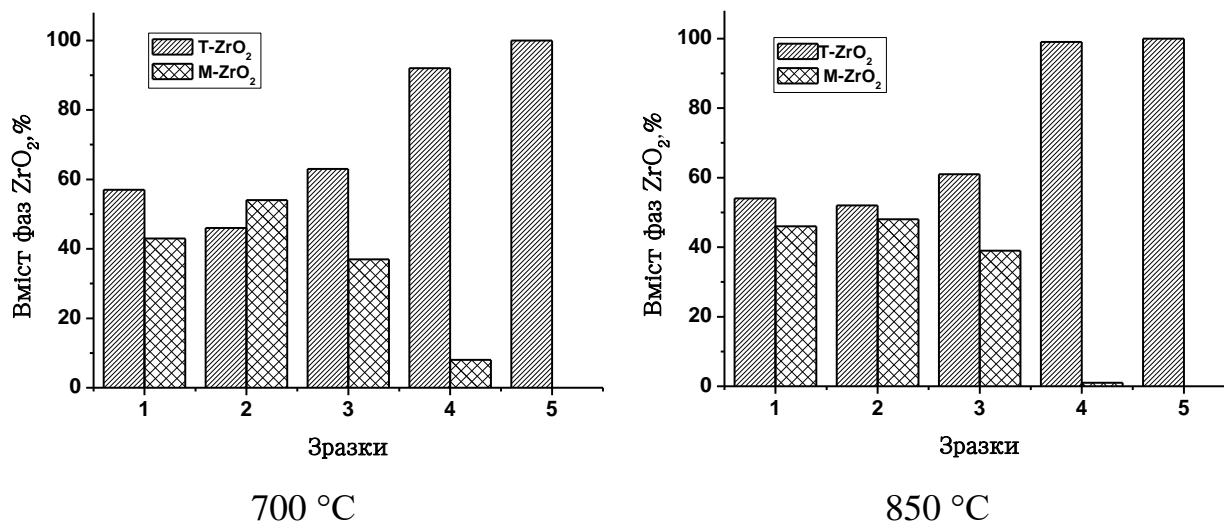 T-ZrO₂
M-ZrO₂
Вміст фаз ZrO₂,%
100
80
60
40
20
0
1 2 3 4 5
Зразки
700 °C
T-ZrO₂
M-ZrO₂
Вміст фаз ZrO₂,%
100
80
60
40
20
0
1 2 3 4 5
Зразки
850 °C